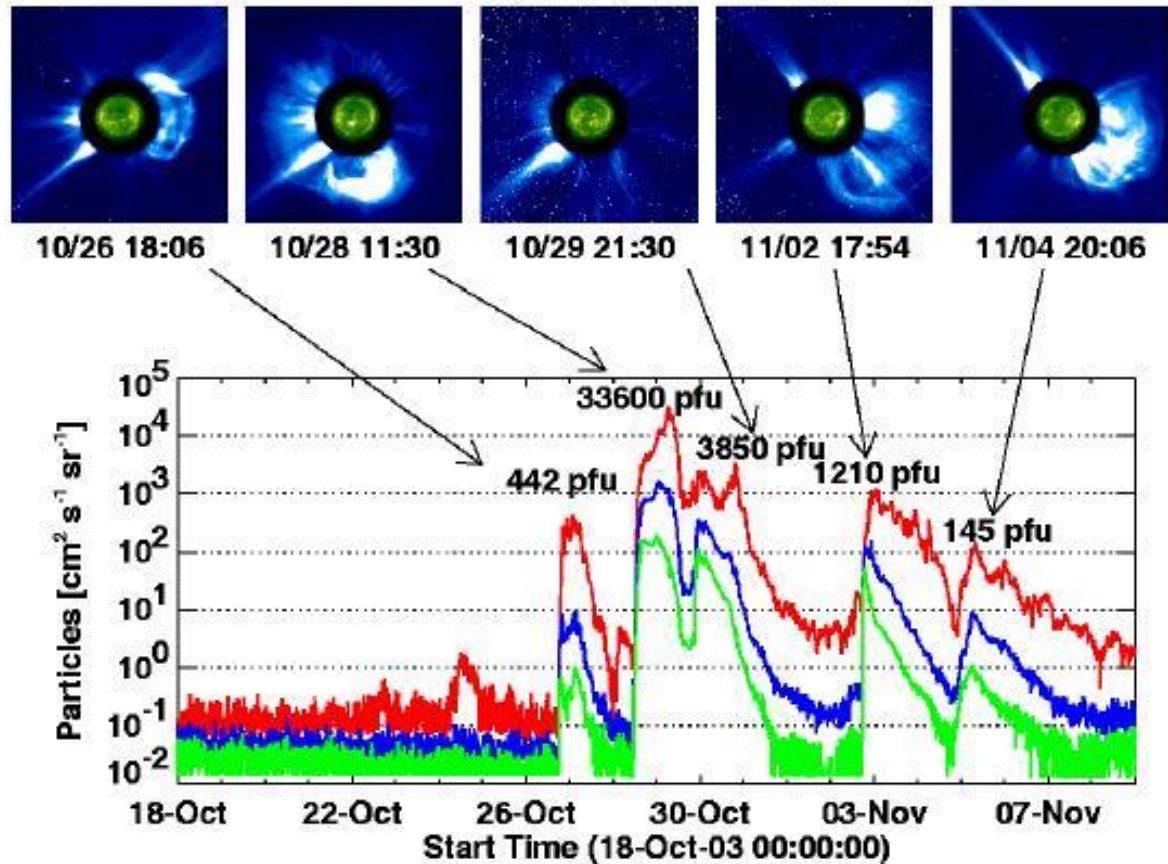 10/26 18:06 10/28 11:30 10/29 21:30 11/02 17:54 11/04 20:06
33600 pfu
3850 pfu
442 pfu
1210 pfu
145 pfu
10^5
10^4
10^3
10^2
10^1
10^0
10^-1
10^-2
Particles [cm² s⁻¹ sr⁻¹]
18-Oct 22-Oct 26-Oct 30-Oct 03-Nov 07-Nov
Start Time (18-Oct-03 00:00:00)